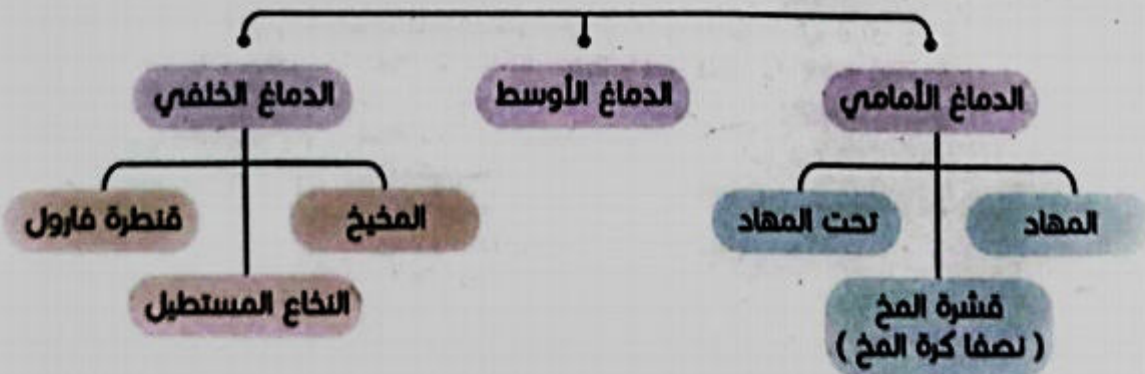 الدماغ الأمامي
الدماغ الأوسط
الدماغ الخلفي
المهاد
تحت المهاد
المخيخ
قنطرة فارول
قشرة المخ
( نصفا كرة المخ )
النخاع المستطيل